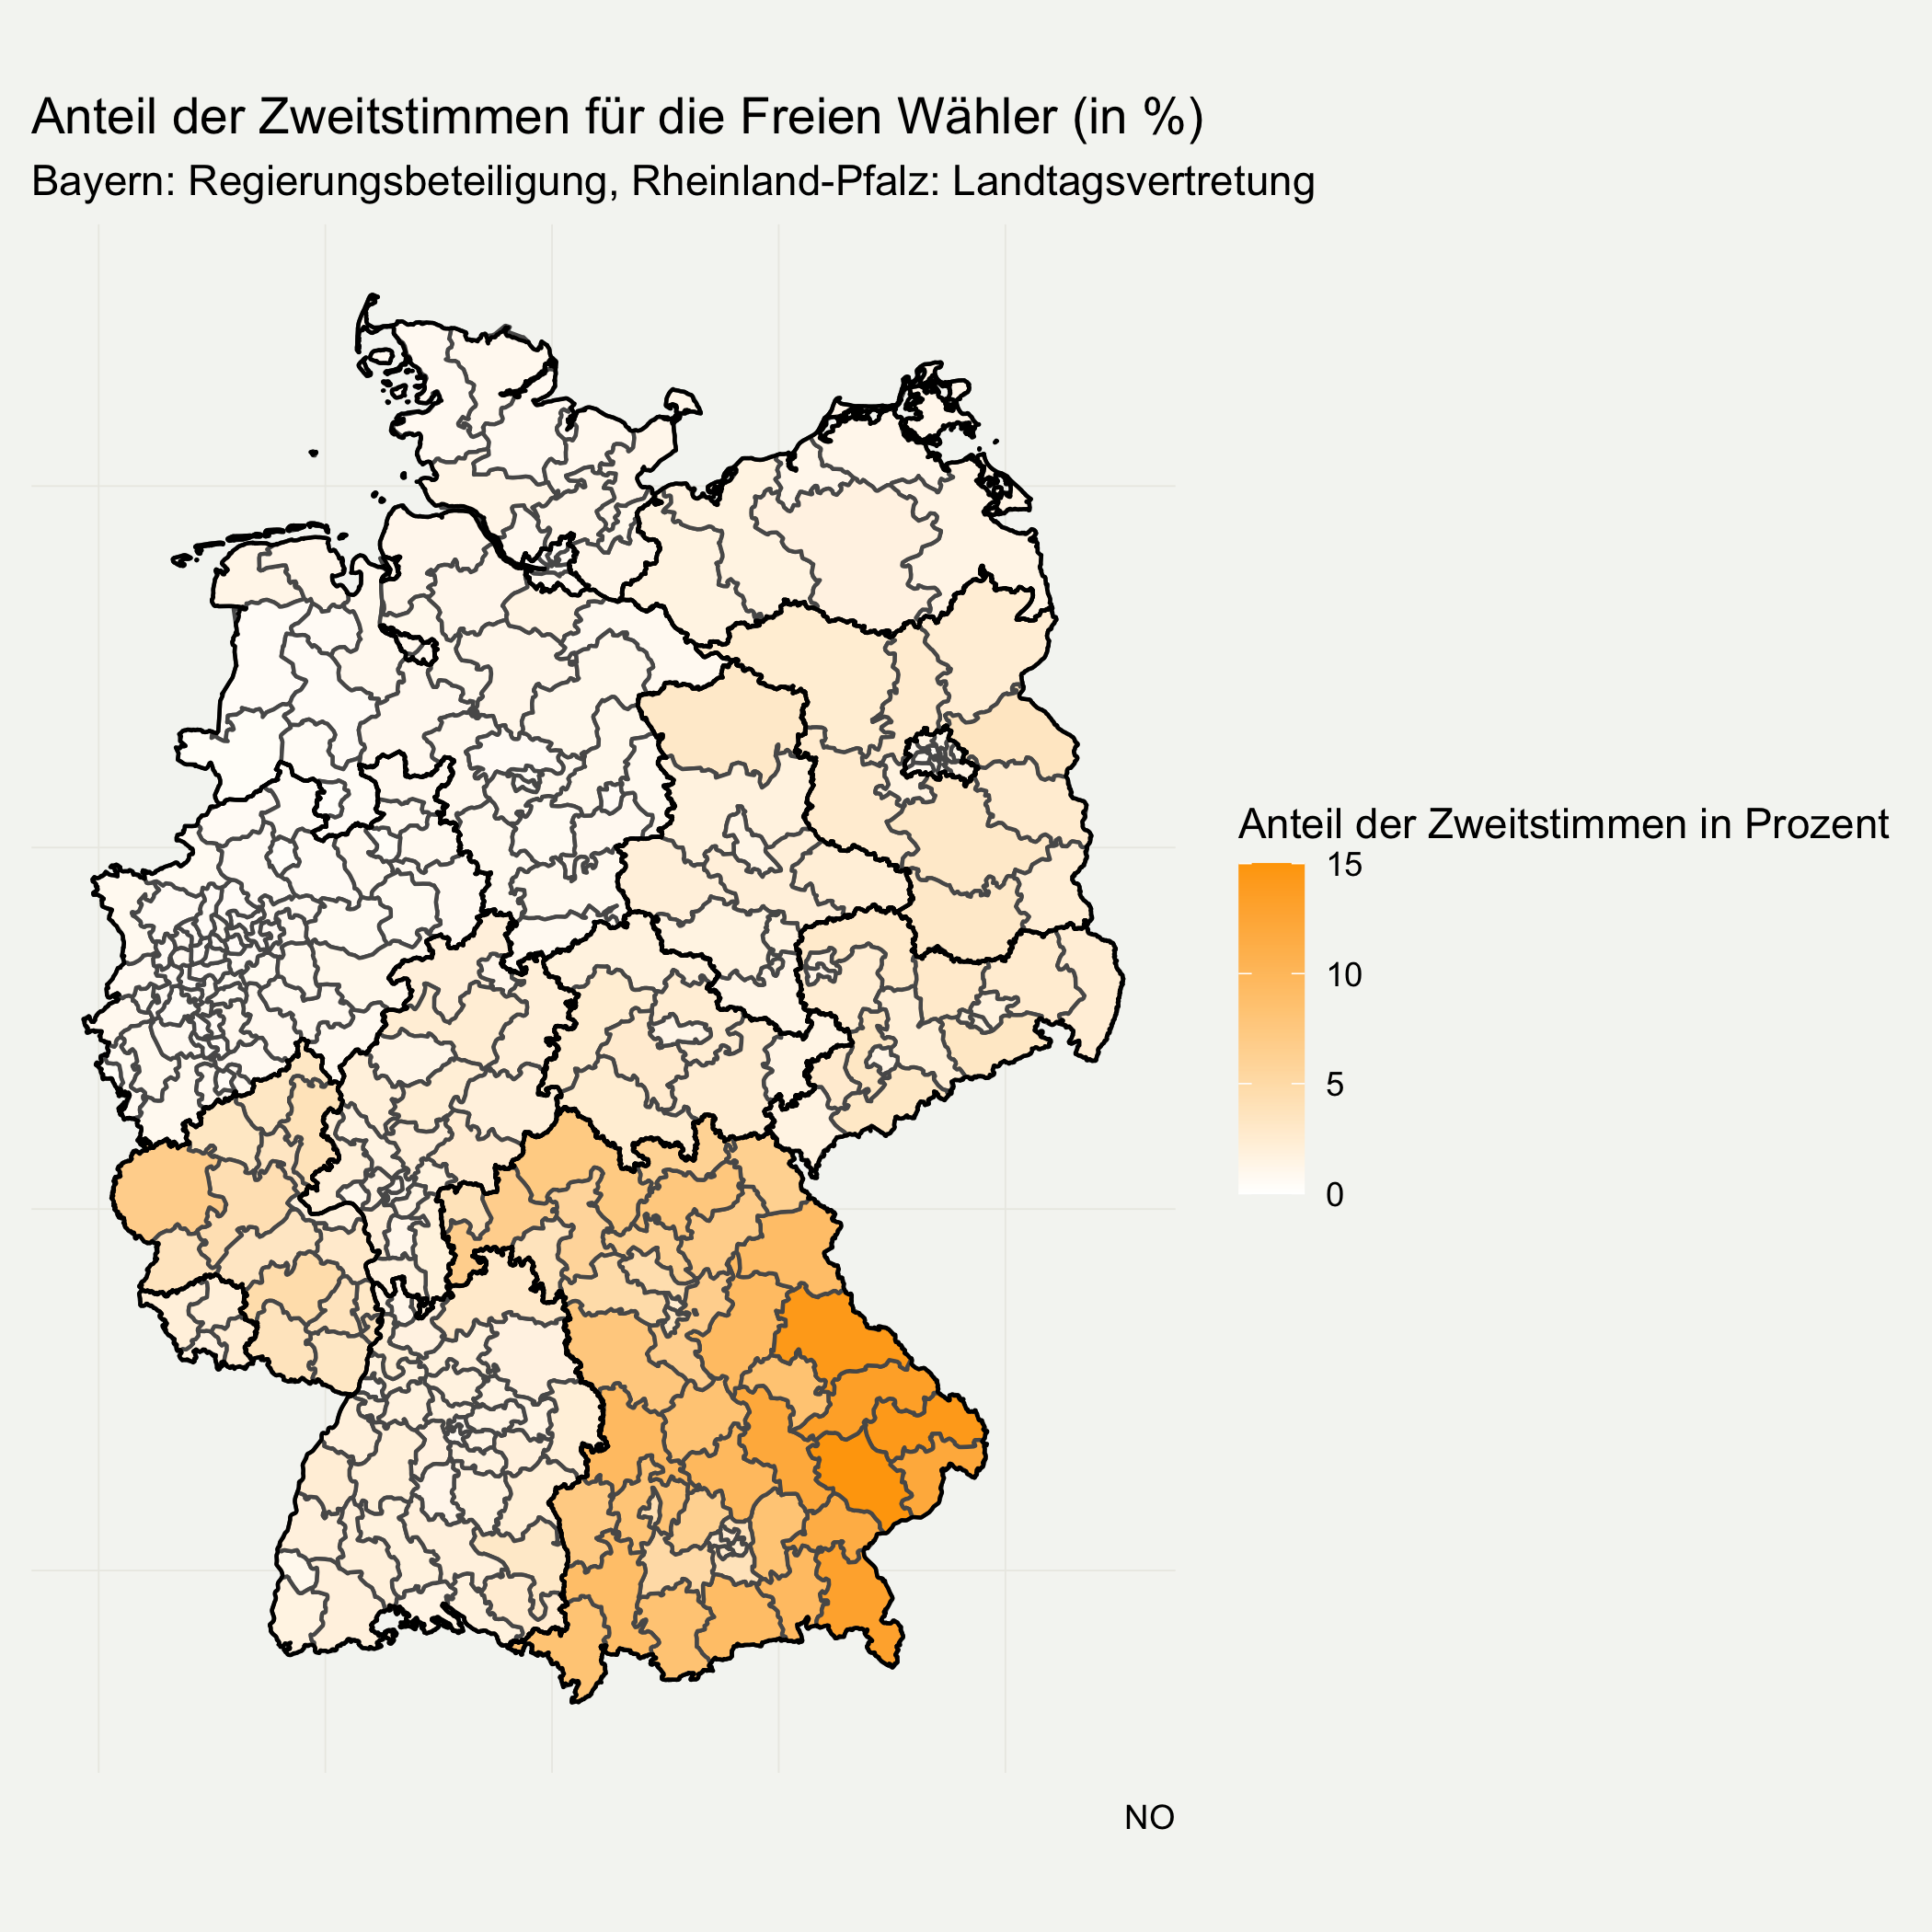 Anteil der Zweitstimmen für die Freien Wähler (in %)
Bayern: Regierungsbeteiligung, Rheinland-Pfalz: Landtagsvertretung
Anteil der Zweitstimmen in Prozent
15
10
5
0
NO